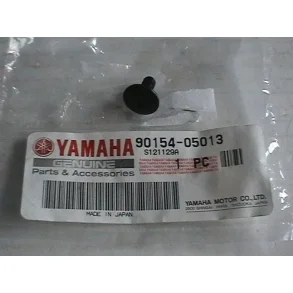 YAMAHA 90154-05013
GENUINE S121129A
Parts & Accessories 1 PC
MADE IN JAPAN YAMAHA MOTOR CO.,LTD.